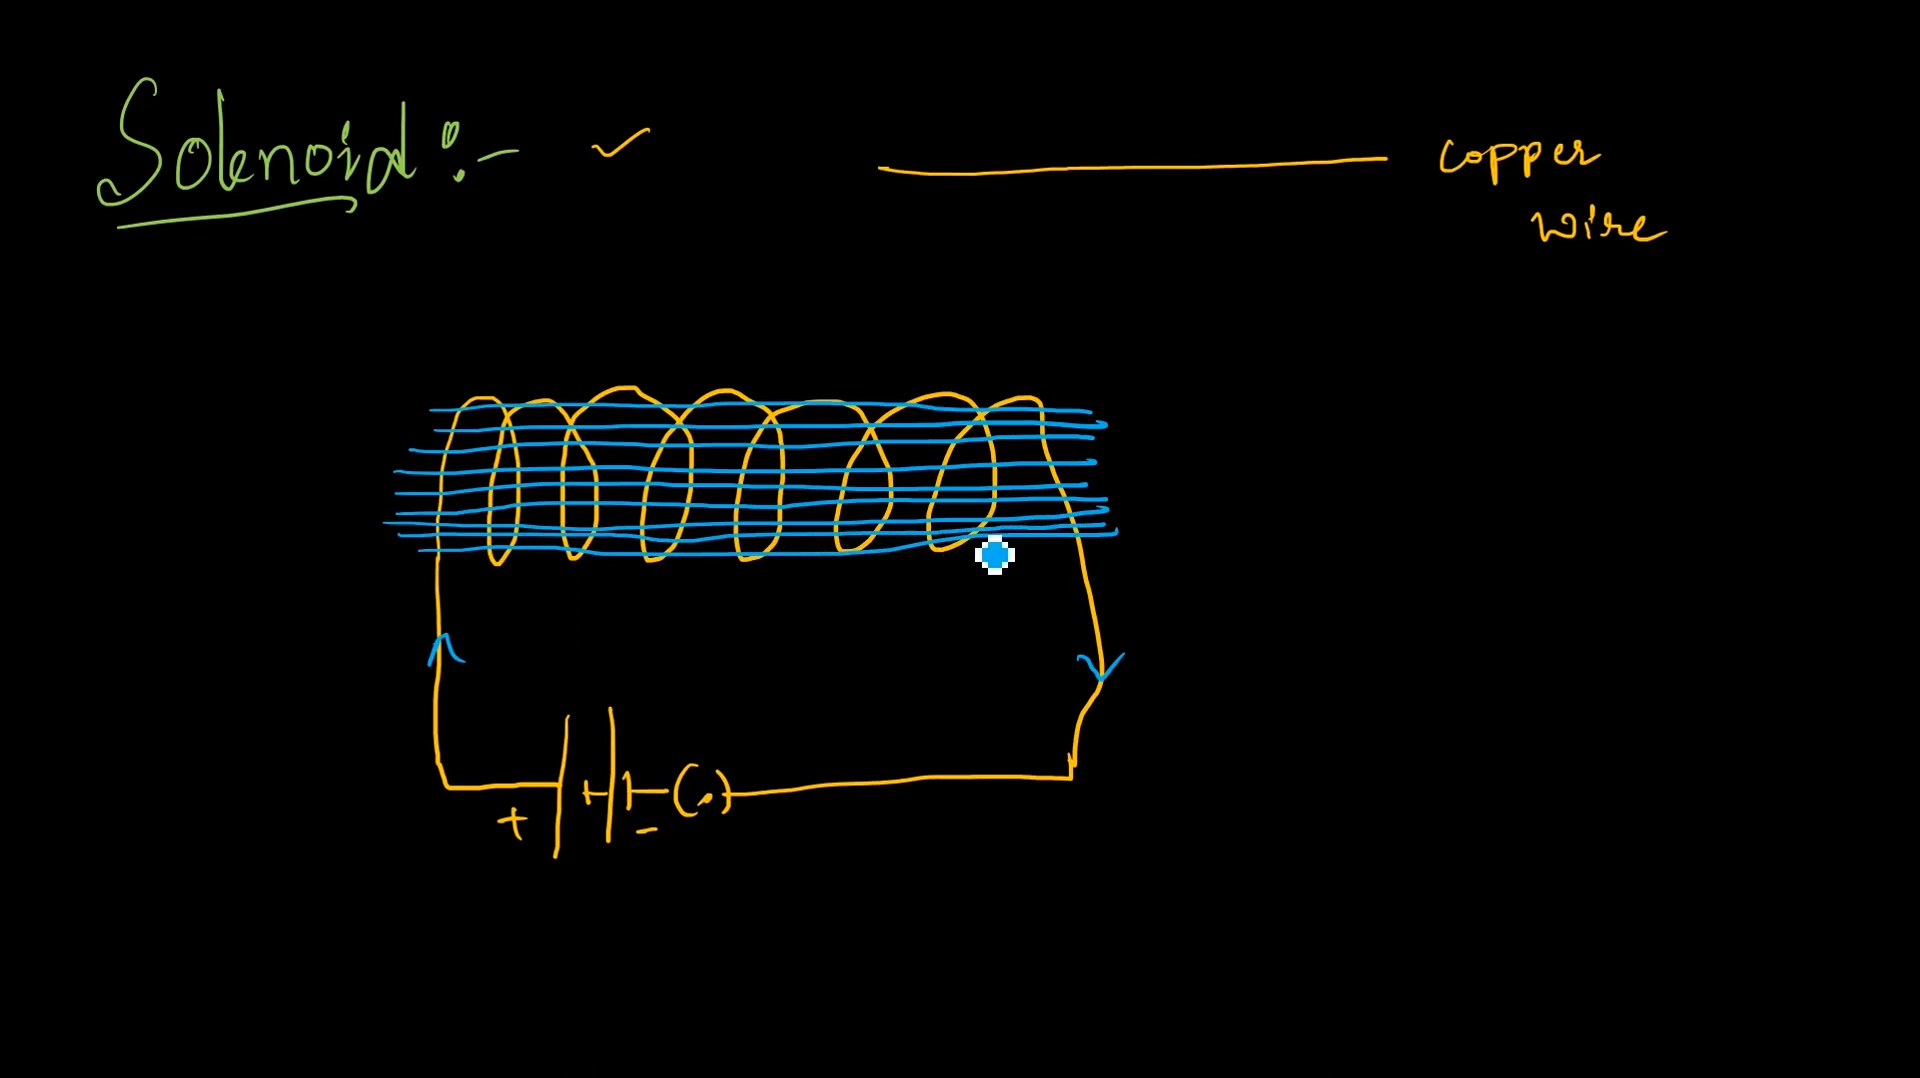 Solenoid :-
copper
wire
+
-